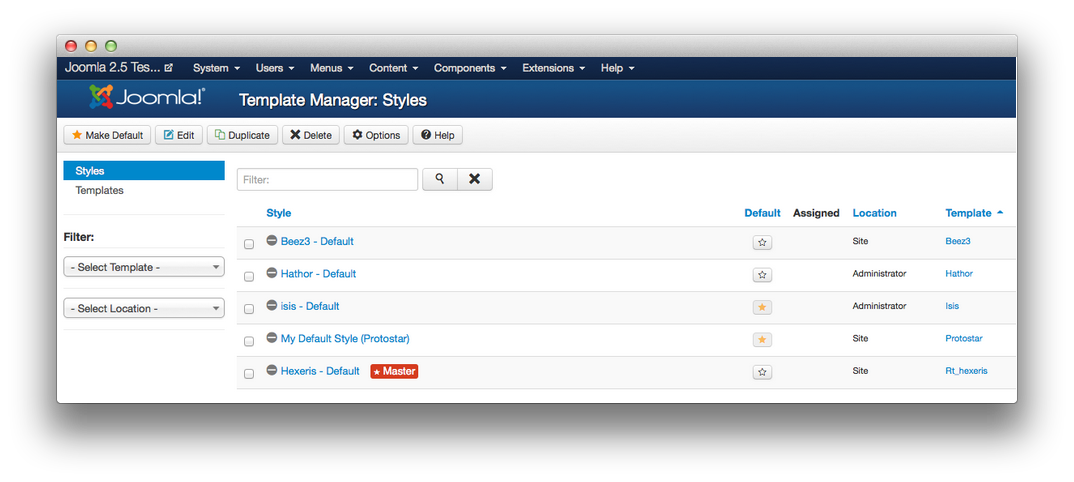 Joomla 2.5 Tes... System Users Menus Content Components Extensions Help
Joomla!® Template Manager: Styles
Make Default Edit Duplicate Delete Options Help
Styles
Templates
Filter:
- Select Template -
- Select Location -
Filter:
Style Default Assigned Location Template
Beez3 - Default Site Beez3
Hathor - Default Administrator Hathor
isis - Default Administrator Isis
My Default Style (Protostar) Site Protostar
Hexeris - Default Master Site Rt_hexeris